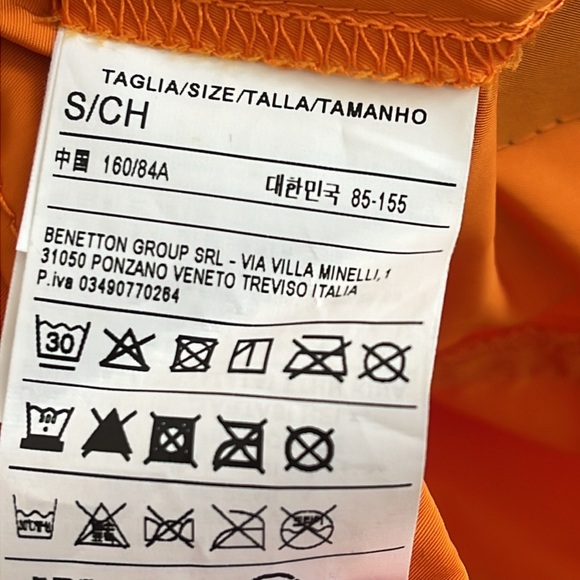 TAGLIA/SIZE/TALLA/TAMANHO
S/CH
中国 160/84A 대한민국 85-155
BENETTON GROUP SRL - VIA VILLA MINELLI, 1
31050 PONZANO VENETO TREVISO ITALIA
P.iva 03490770264
30